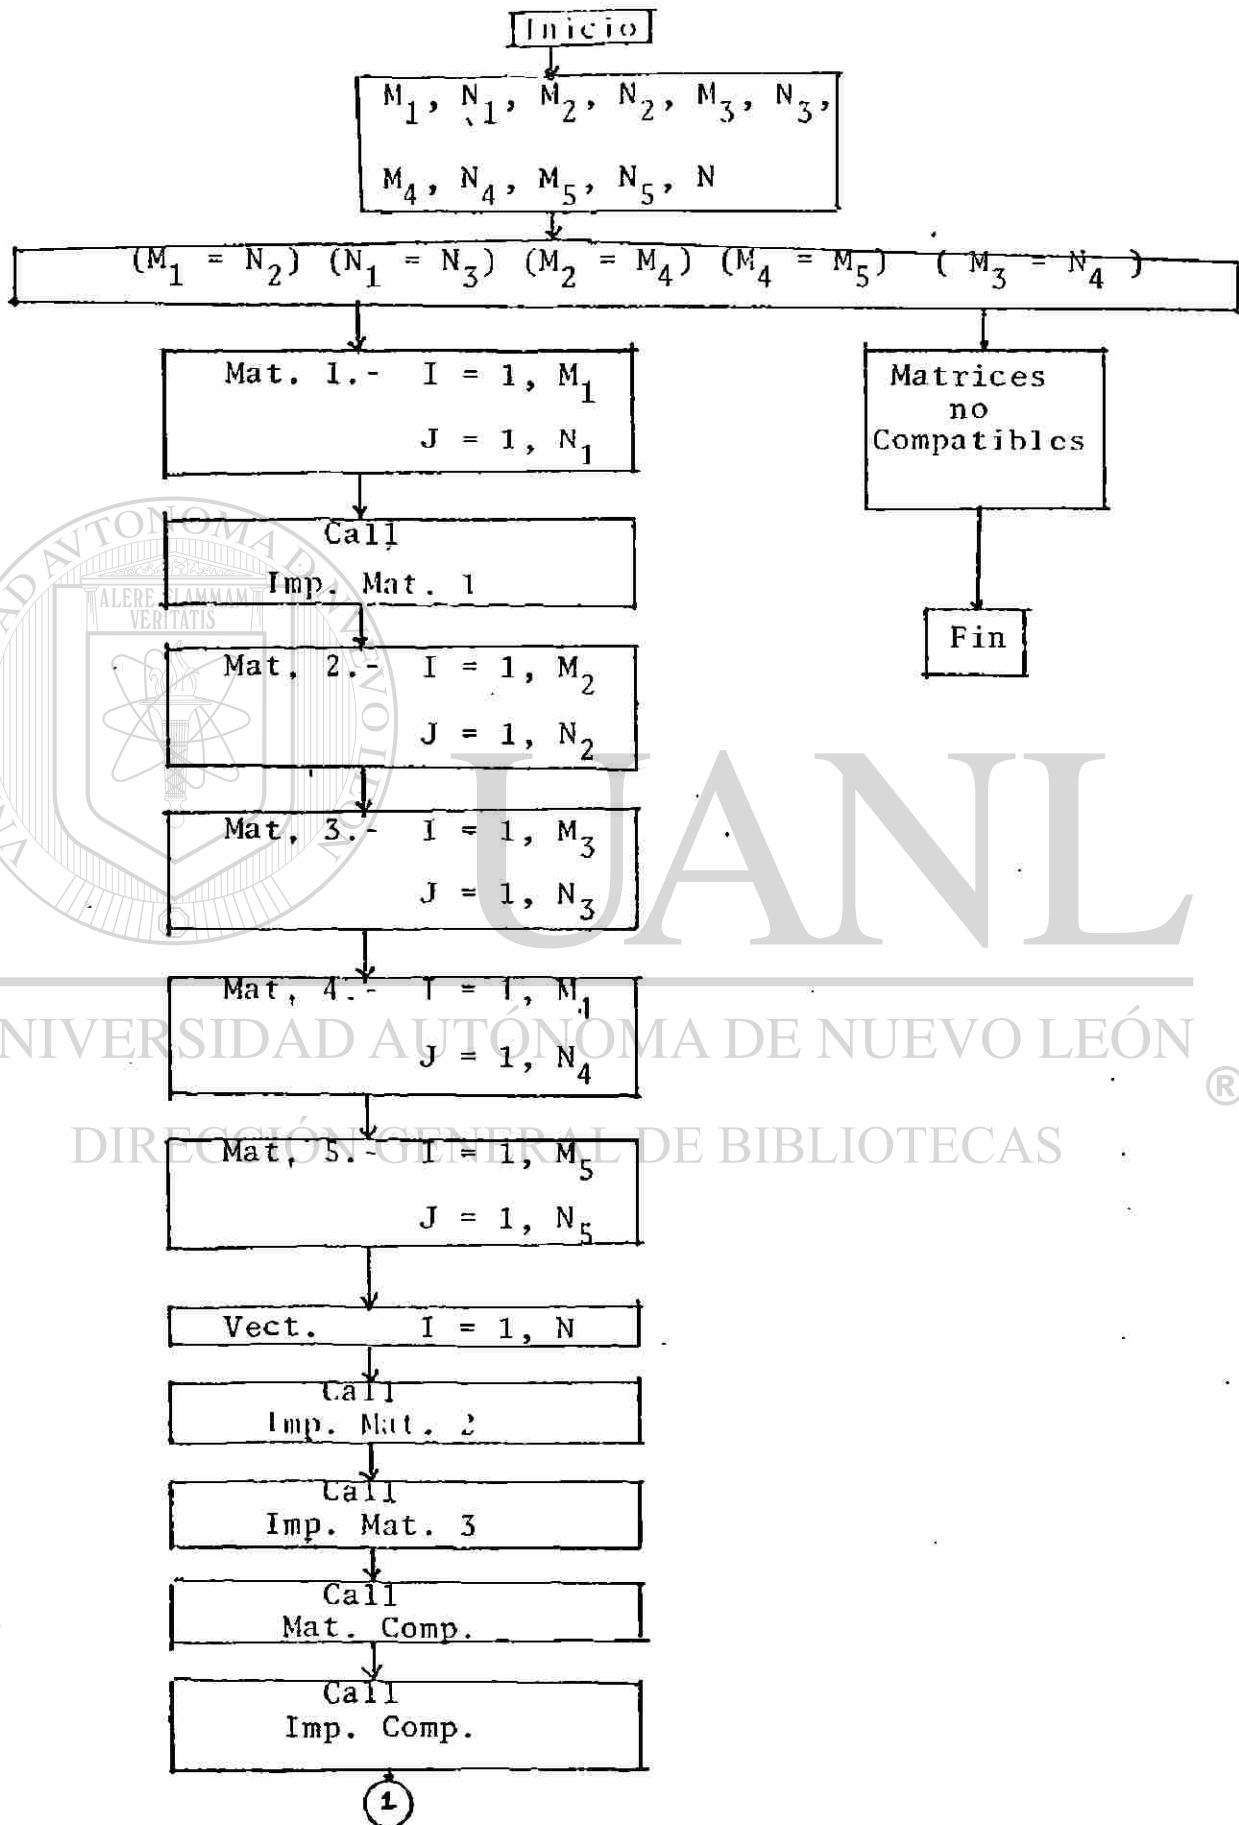 Inicio
M₁, N₁, M₂, N₂, M₃, N₃,
M₄, N₄, M₅, N₅, N
(M₁ = N₂) (N₁ = N₃) (M₂ = M₄) (M₄ = M₅) ( M₃ = N₄ )
Mat. 1.- I = 1, M₁
J = 1, N₁
Matrices
no
Compatibles
Call
Imp. Mat. 1
Fin
Mat. 2.- I = 1, M₂
J = 1, N₂
Mat. 3.- I = 1, M₃
J = 1, N₃
Mat. 4.- I = 1, M₁
J = 1, N₄
Mat. 5.- I = 1, M₅
J = 1, N₅
Vect. I = 1, N
Call
Imp. Mat. 2
Call
Imp. Mat. 3
Call
Mat. Comp.
Call
Imp. Comp.
1
ALERE FLAMMAM
VERITATIS
UANL
UNIVERSIDAD AUTÓNOMA DE NUEVO LEÓN
®
DIRECCIÓN GENERAL DE BIBLIOTECAS